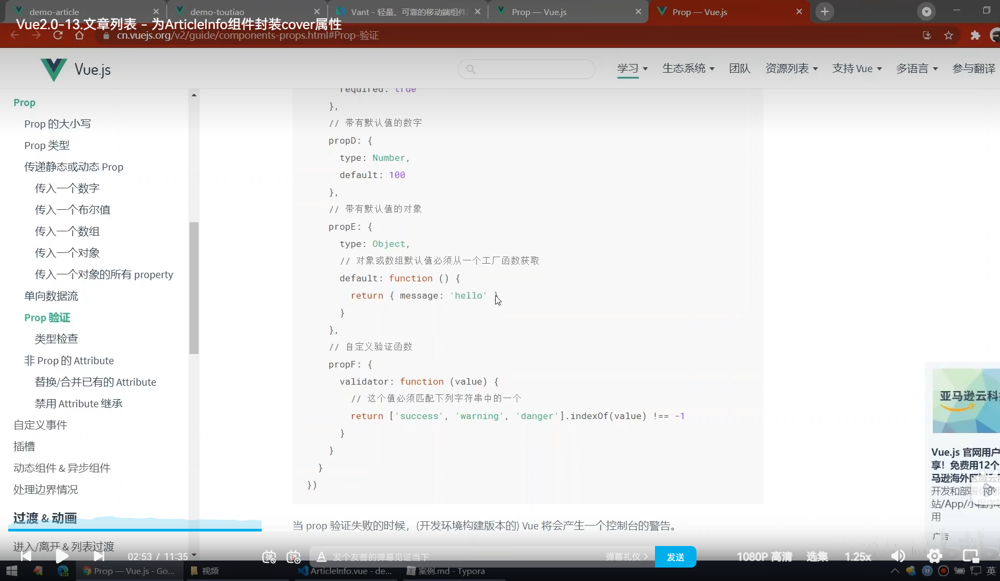 demo-article
demo-toutiao
Vant - 轻量、可靠的移动端组件
Prop — Vue.js
Prop — Vue.js
Vue2.0-13.文章列表 - 为ArticleInfo组件封装cover属性
cn.vuejs.org/v2/guide/components-props.html#Prop-验证
Vue.js
学习
生态系统
团队
资源列表
支持 Vue
多语言
参与翻译
Prop
Prop 的大小写
Prop 类型
传递静态或动态 Prop
传入一个数字
传入一个布尔值
传入一个数组
传入一个对象
传入一个对象的所有 property
单向数据流
Prop 验证
类型检查
非 Prop 的 Attribute
替换/合并已有的 Attribute
禁用 Attribute 继承
自定义事件
插槽
动态组件 & 异步组件
处理边界情况
过渡 & 动画
进入/离开 & 列表过渡
required: true
},
// 带有默认值的数字
propD: {
type: Number,
default: 100
},
// 带有默认值的对象
propE: {
type: Object,
// 对象或数组默认值必须从一个工厂函数获取
default: function () {
return { message: 'hello' }
}
},
// 自定义验证函数
propF: {
validator: function (value) {
// 这个值必须匹配下列字符串中的一个
return ['success', 'warning', 'danger'].indexOf(value) !== -1
}
}
}
})
当 prop 验证失败的时候，(开发环境构建版本的) Vue 将会产生一个控制台的警告。
亚马逊云科
Vue.js 官网用户
享！免费用12个
马逊海外区域云
开发和部署你的
站/App/小程序
用
广告
02:53 / 11:35
弹
弹
A 发个友善的弹幕见证当下
弹幕礼仪 >
发送
1080P 高清
选集
1.25x
Prop — Vue.js - Go...
视频
ArticleInfo.vue - de...
案例.md - Typora
英